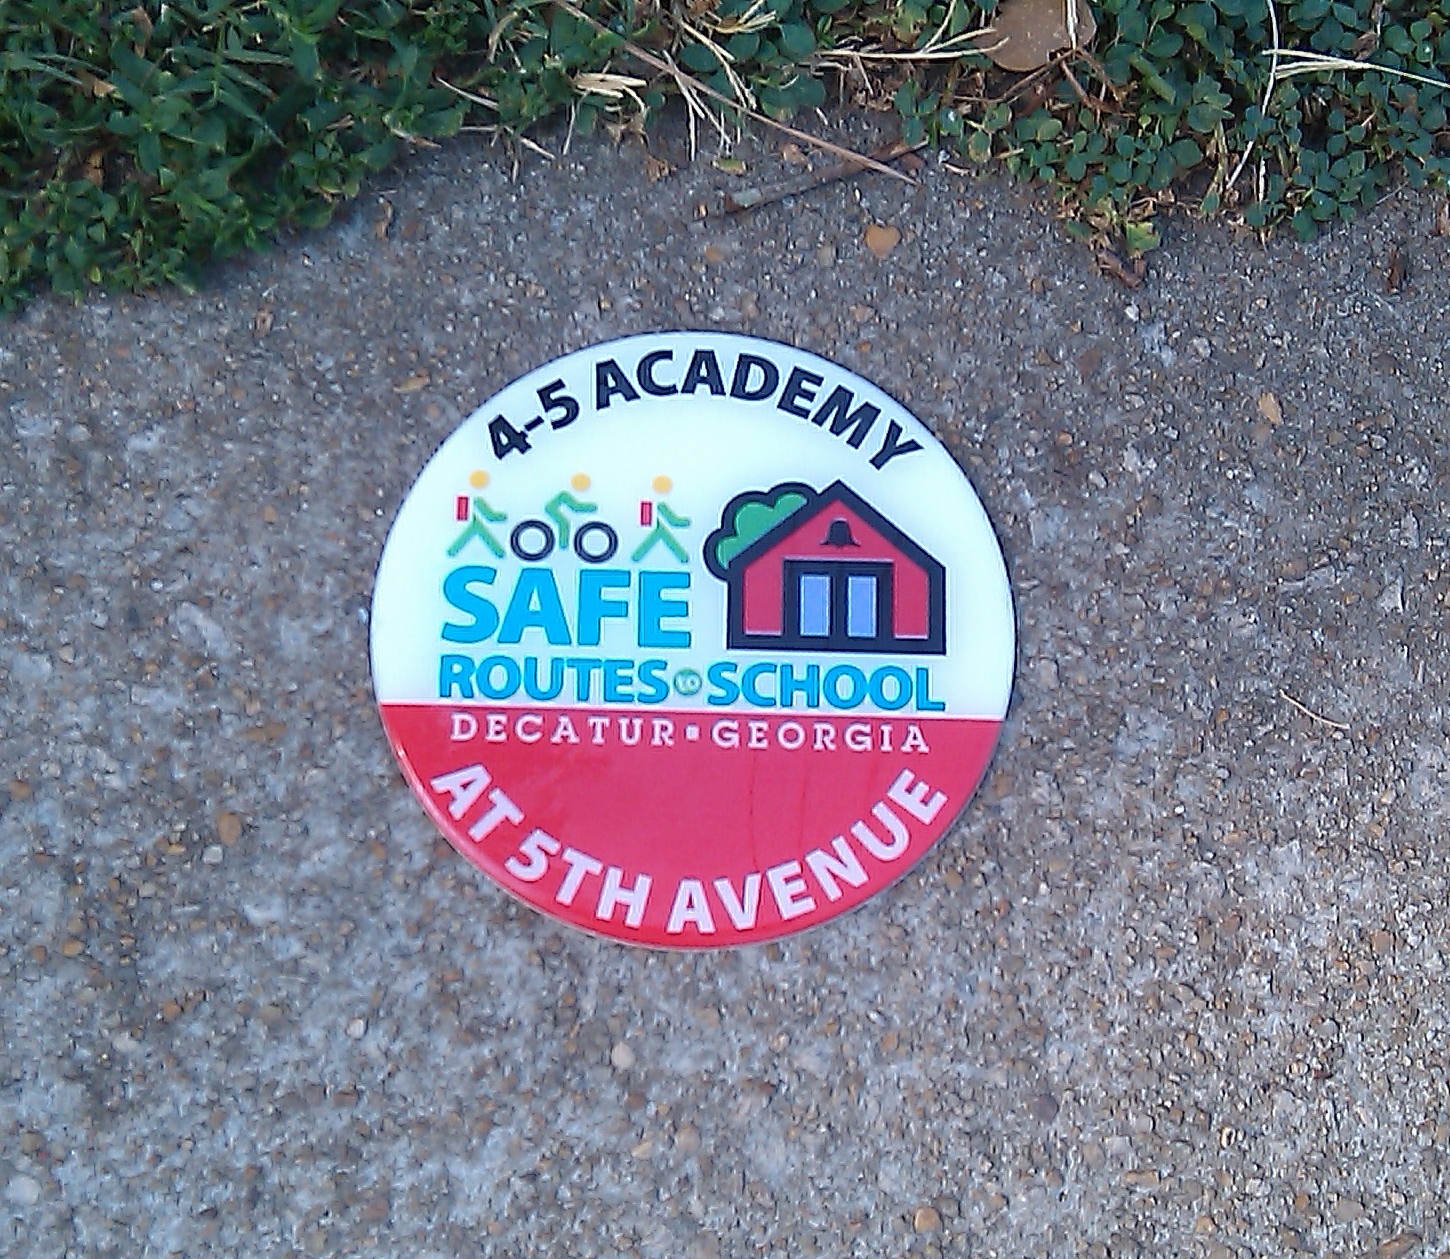 4-5 ACADEMY
SAFE
ROUTES TO SCHOOL
DECATUR ▪ GEORGIA
AT 5TH AVENUE